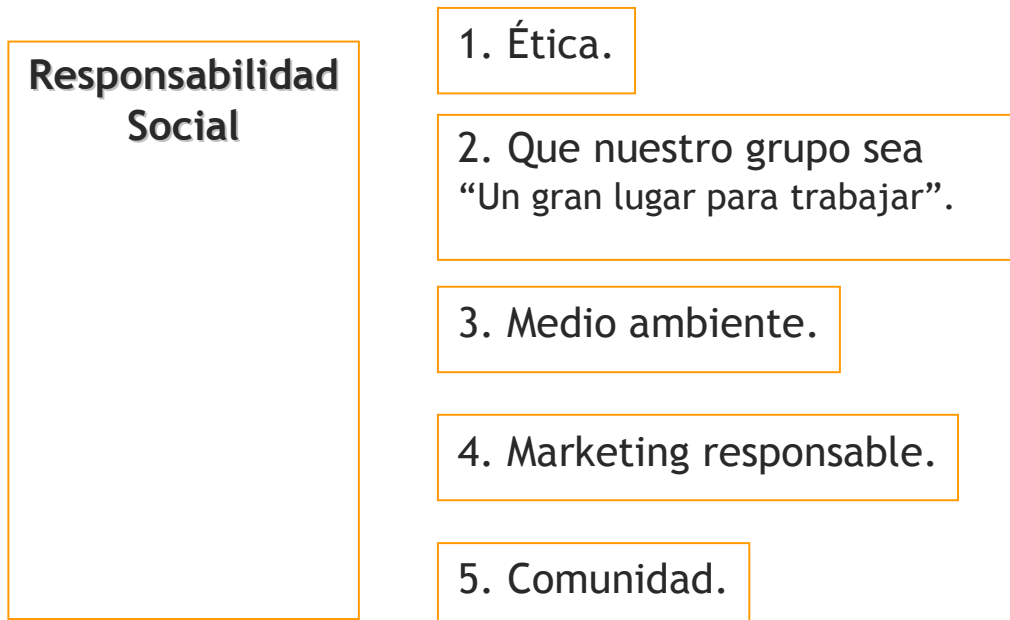 Responsabilidad
Social
1. Ética.
2. Que nuestro grupo sea
“Un gran lugar para trabajar”.
3. Medio ambiente.
4. Marketing responsable.
5. Comunidad.